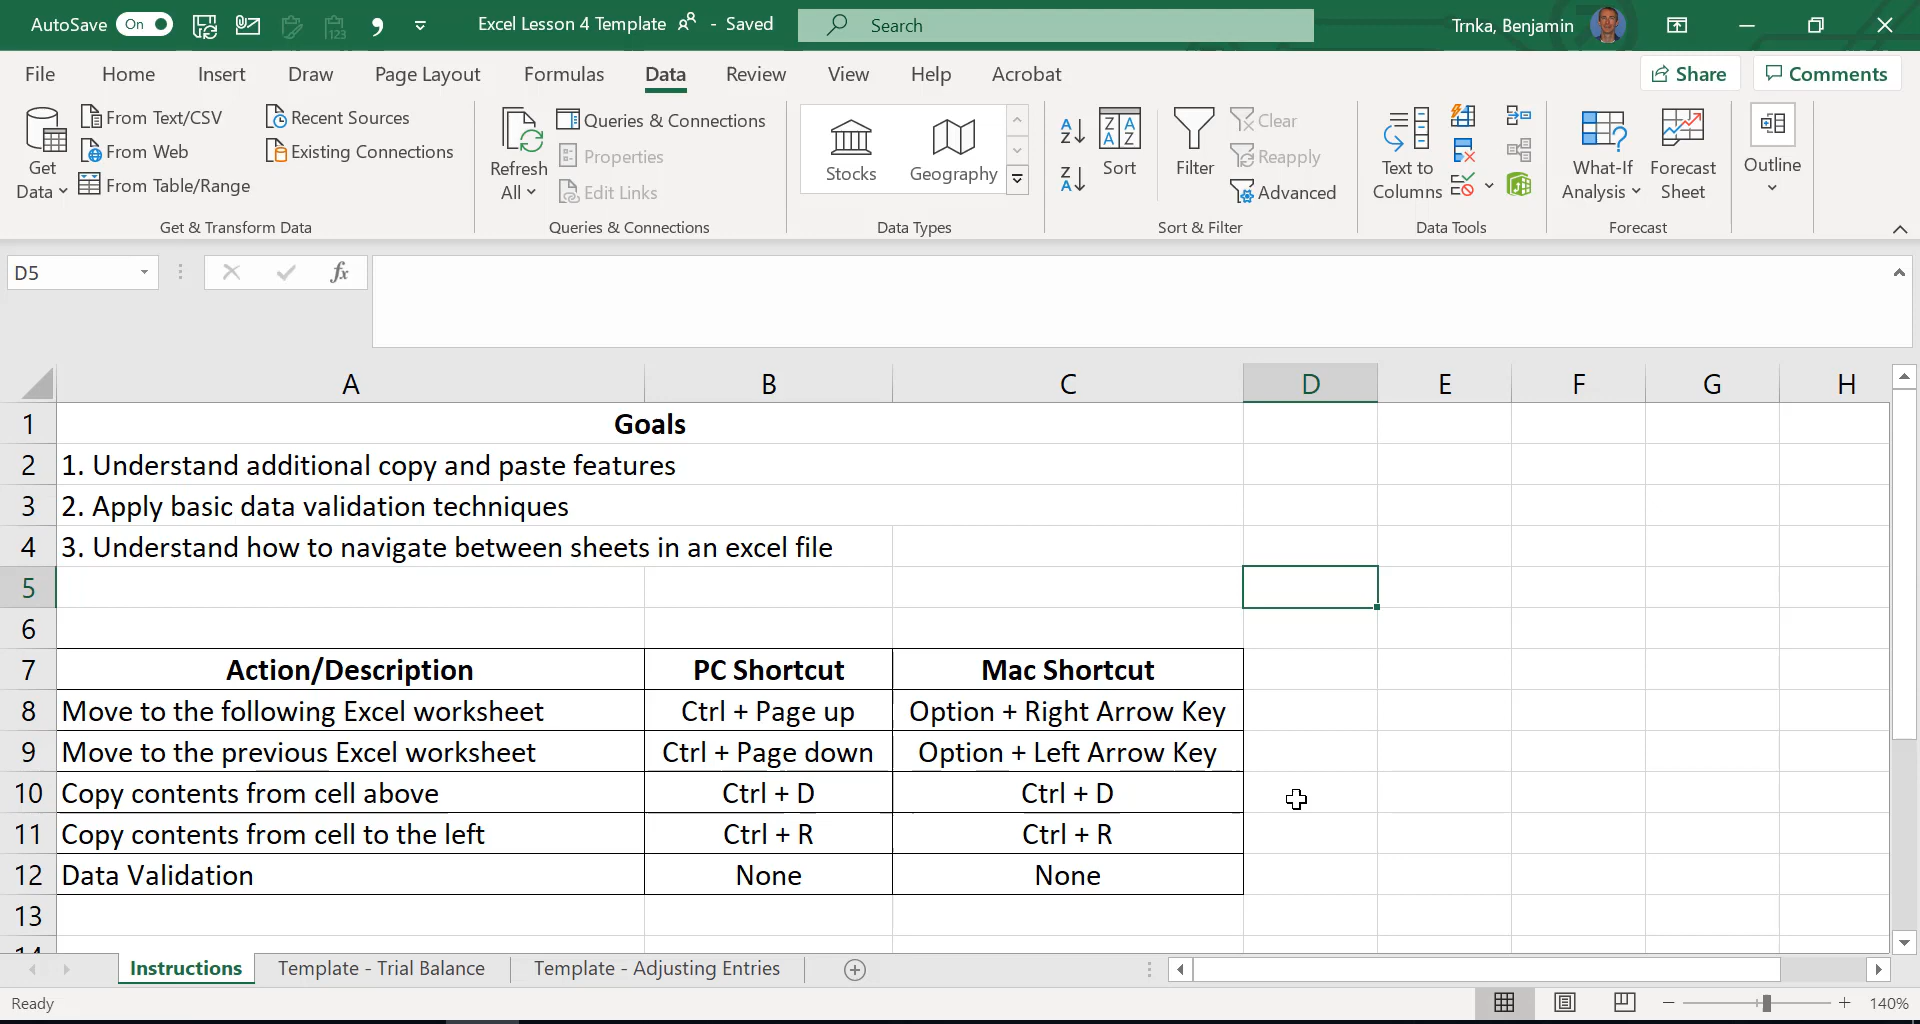 AutoSave On Excel Lesson 4 Template - Saved Search Trnka, Benjamin
File Home Insert Draw Page Layout Formulas Data Review View Help Acrobat Share Comments
Get Data
From Text/CSV
From Web
From Table/Range
Recent Sources
Existing Connections
Get & Transform Data
Refresh All
Queries & Connections
Properties
Edit Links
Queries & Connections
Stocks
Geography
Data Types
Sort
Filter
Clear
Reapply
Advanced
Sort & Filter
Text to Columns
Data Tools
What-If Analysis
Forecast Sheet
Forecast
Outline
D5 fx
A B C D E F G H
1 Goals
2 1. Understand additional copy and paste features
3 2. Apply basic data validation techniques
4 3. Understand how to navigate between sheets in an excel file
5
6
7 Action/Description PC Shortcut Mac Shortcut
8 Move to the following Excel worksheet Ctrl + Page up Option + Right Arrow Key
9 Move to the previous Excel worksheet Ctrl + Page down Option + Left Arrow Key
10 Copy contents from cell above Ctrl + D Ctrl + D
11 Copy contents from cell to the left Ctrl + R Ctrl + R
12 Data Validation None None
13
14
Instructions Template - Trial Balance Template - Adjusting Entries
Ready 140%